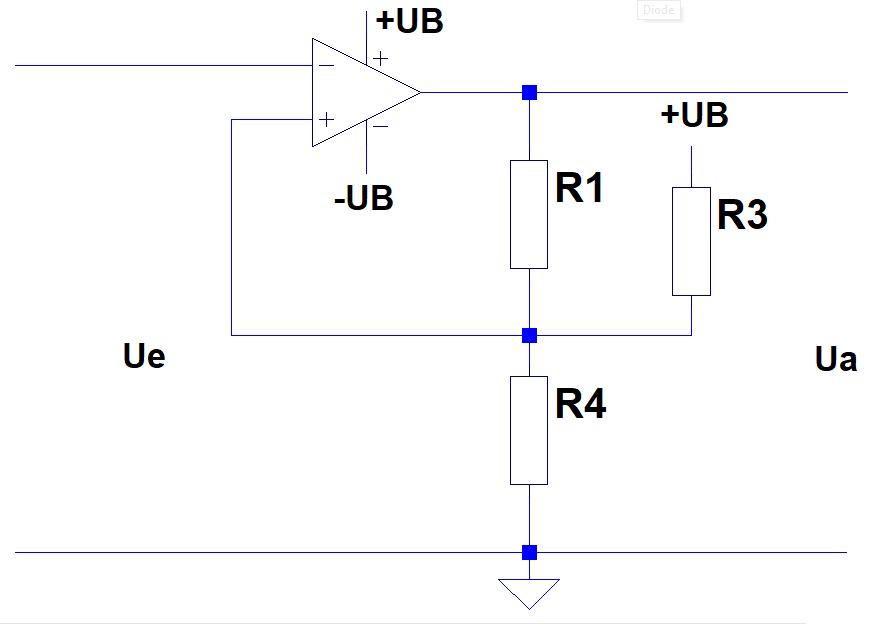 Diode
+UB
−
+
+UB
+
−
-UB
R1
R3
Ue
Ua
R4